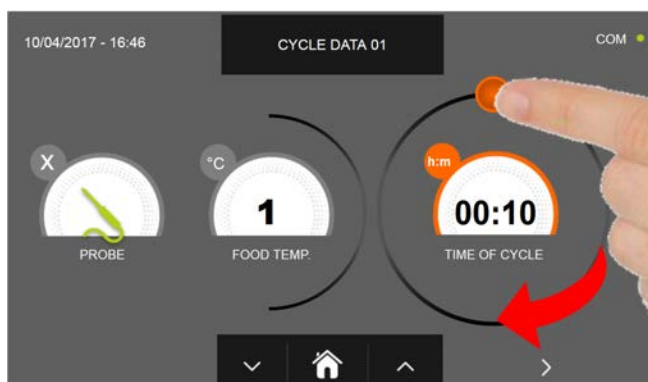 10/04/2017 - 16:46
CYCLE DATA 01
COM
X
PROBE
°C
1
FOOD TEMP.
h:m
00:10
TIME OF CYCLE